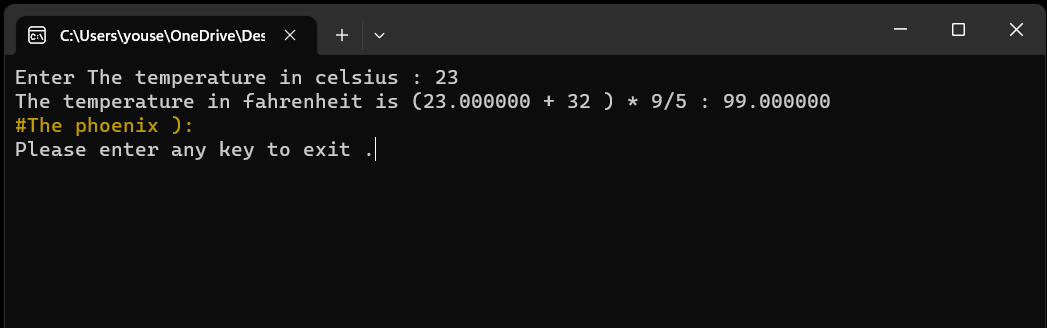 C:\Users\youse\OneDrive\Des
Enter The temperature in celsius : 23
The temperature in fahrenheit is (23.000000 + 32 ) * 9/5 : 99.000000
#The phoenix ):
Please enter any key to exit .